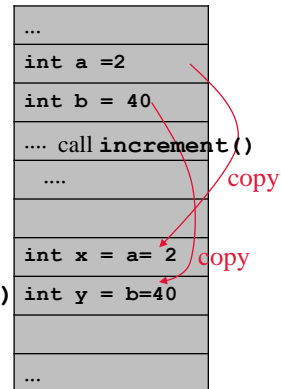 ...
int a =2
int b = 40
.... call increment()
....
copy
int x = a= 2
copy
) int y = b=40
...